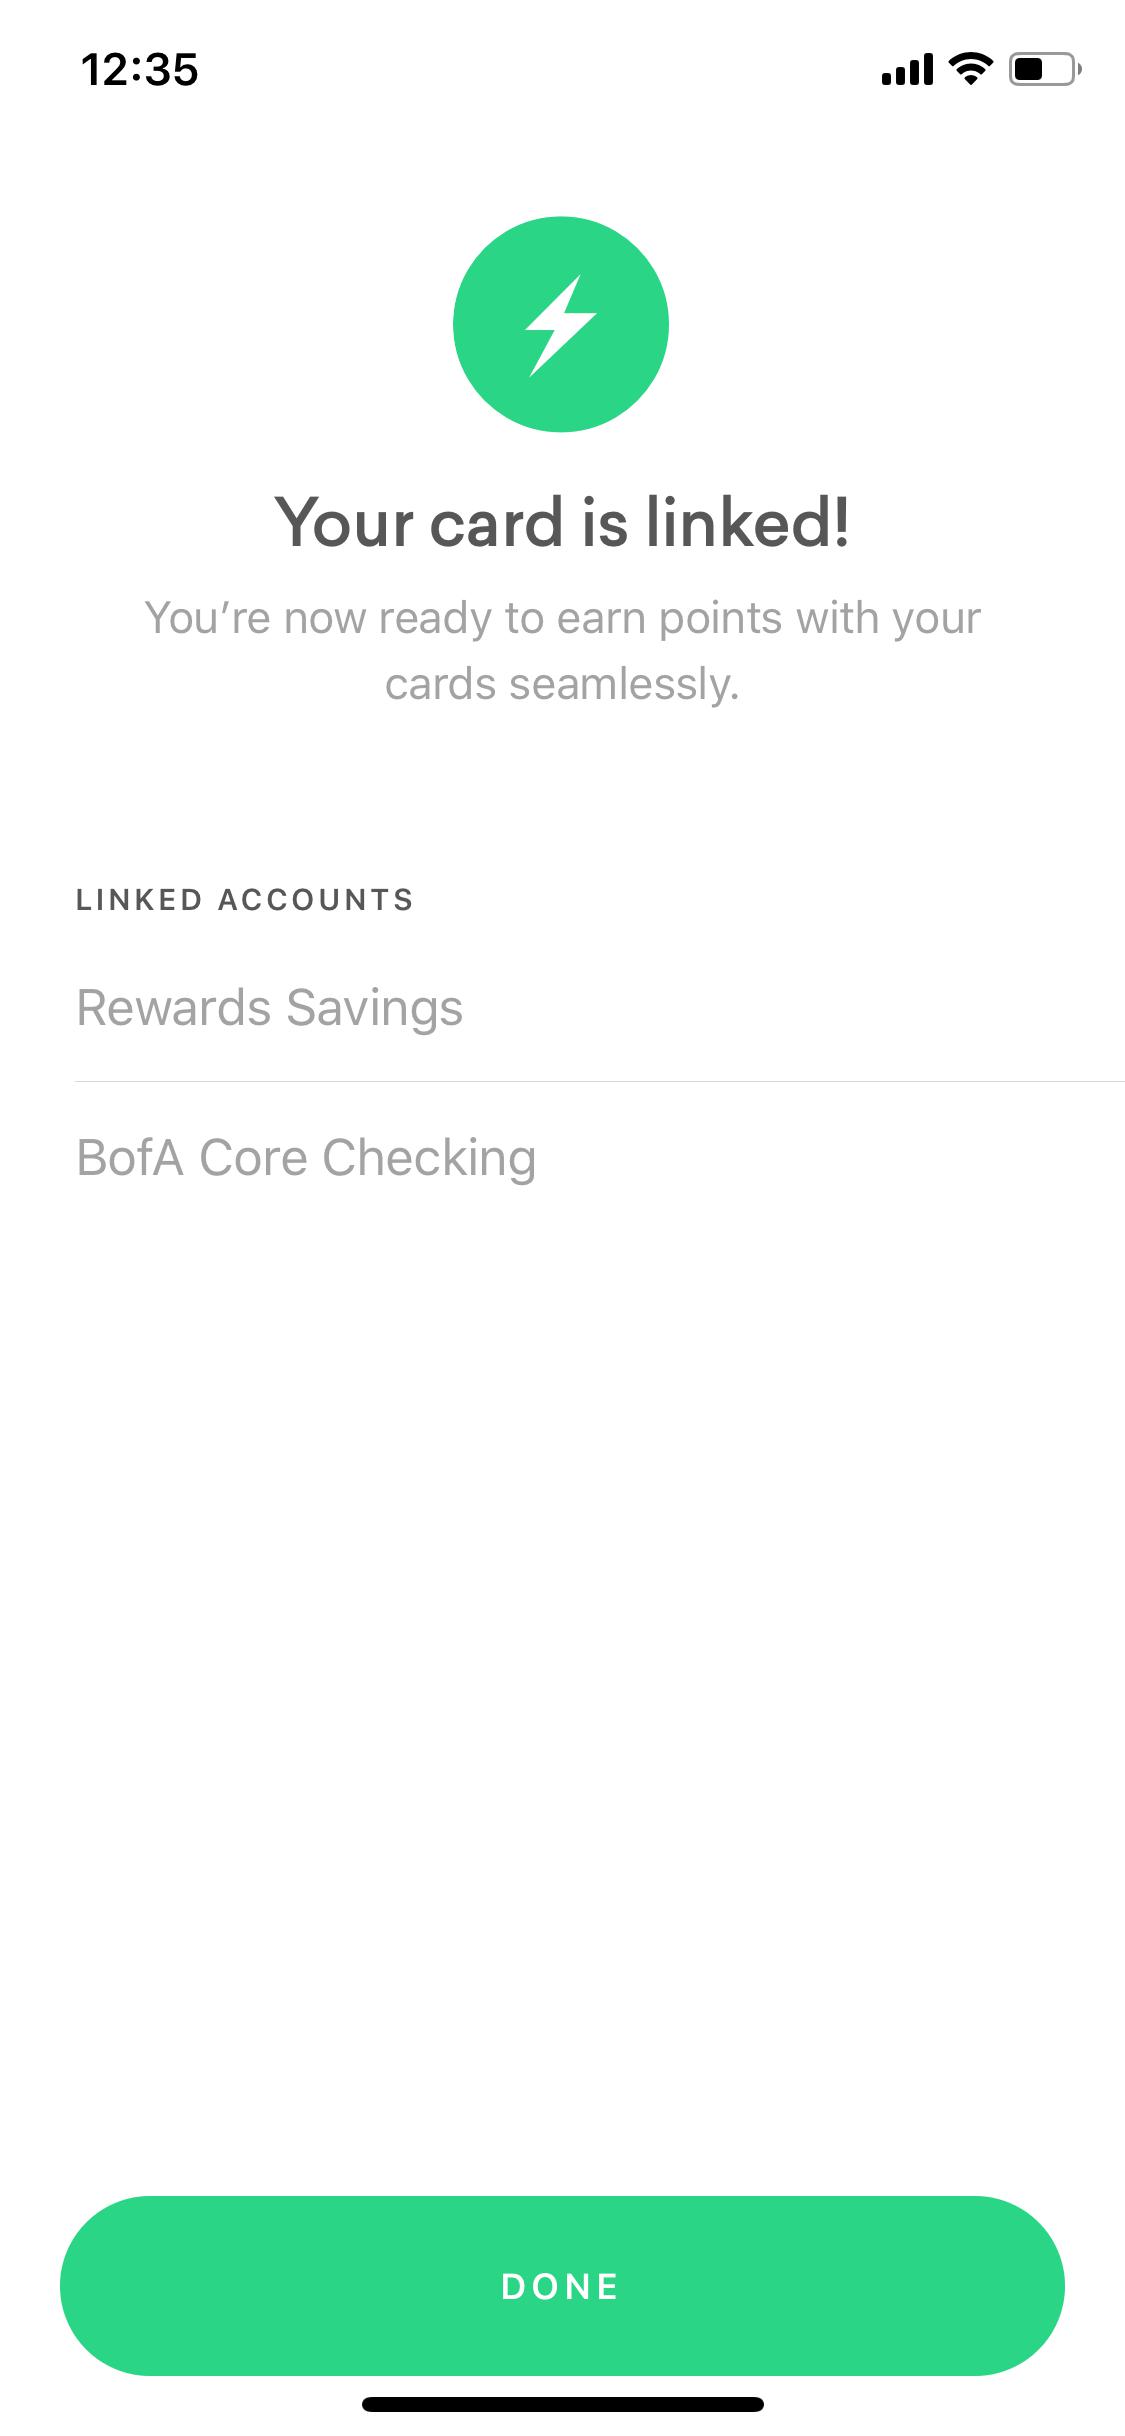 12:35
Your card is linked!
You’re now ready to earn points with your
cards seamlessly.
LINKED ACCOUNTS
Rewards Savings
BofA Core Checking
DONE